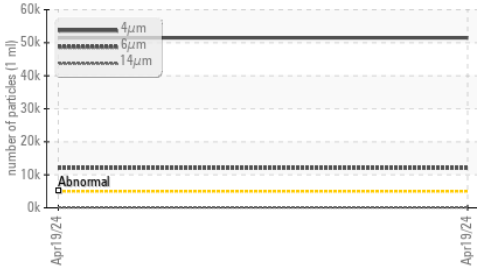 60k
50k
40k
30k
20k
10k
0k
number of particles (1 ml)
4µm
6µm
14µm
Abnormal
Apr19/24
Apr19/24